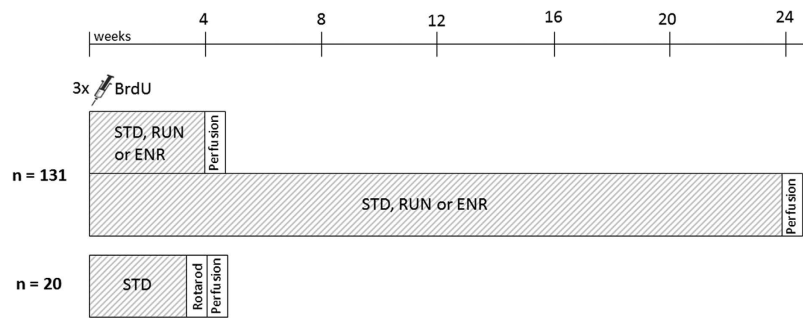 4 8 12 16 20 24
weeks
3x BrdU
STD, RUN
or ENR
Perfusion
n = 131
STD, RUN or ENR
Perfusion
n = 20
STD
Rotarod
Perfusion